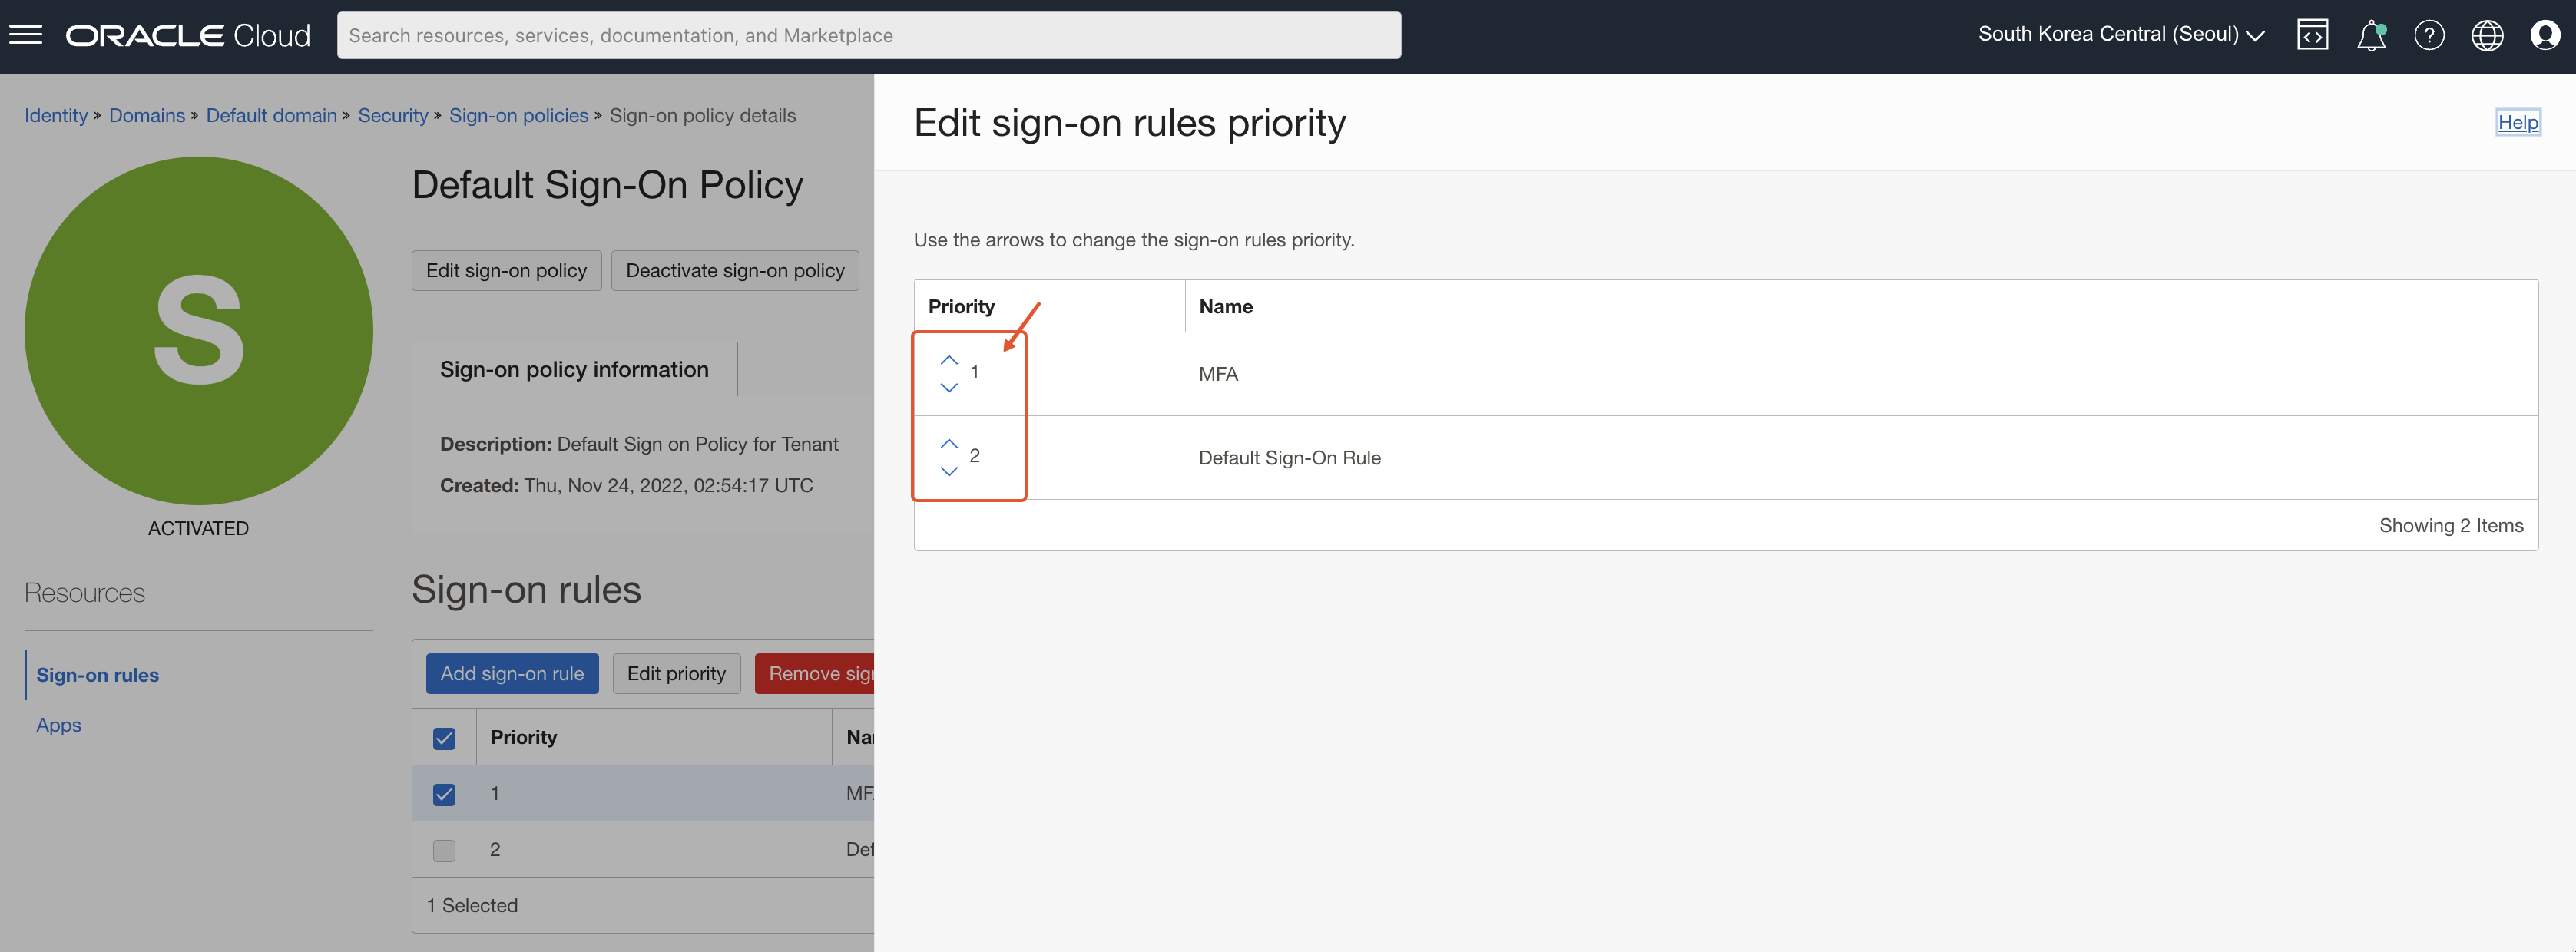 ORACLE Cloud
Search resources, services, documentation, and Marketplace
South Korea Central (Seoul)
Identity » Domains » Default domain » Security » Sign-on policies » Sign-on policy details
S
ACTIVATED
Default Sign-On Policy
Edit sign-on policy
Deactivate sign-on policy
Sign-on policy information
Description: Default Sign on Policy for Tenant
Created: Thu, Nov 24, 2022, 02:54:17 UTC
Resources
Sign-on rules
Apps
Sign-on rules
Add sign-on rule
Edit priority
Remove sig
Priority Na
1 MF
2 Def
1 Selected
Edit sign-on rules priority
Help
Use the arrows to change the sign-on rules priority.
Priority Name
1 MFA
2 Default Sign-On Rule
Showing 2 Items